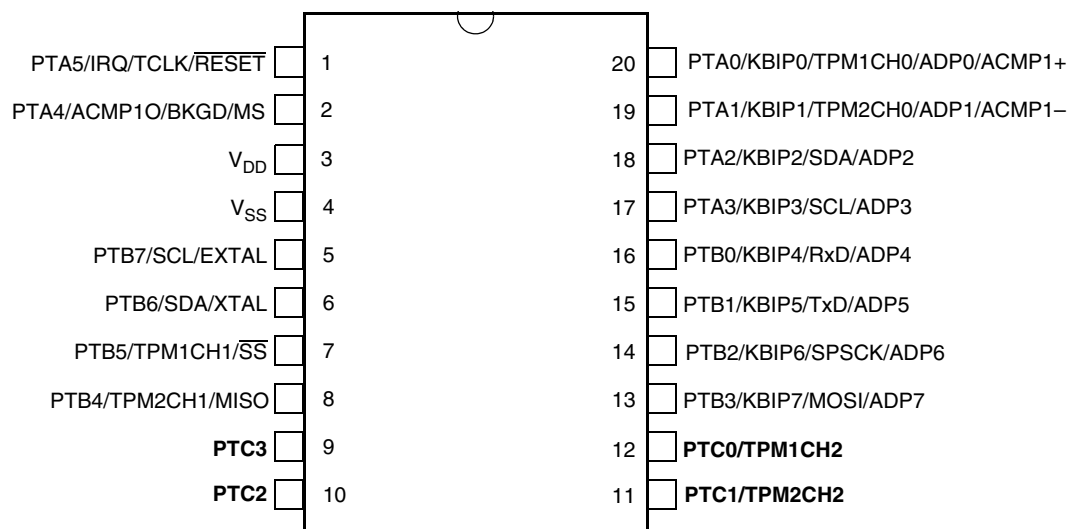 PTA5/IRQ/TCLK/RESET 1 20 PTA0/KBIP0/TPM1CH0/ADP0/ACMP1+
PTA4/ACMP1O/BKGD/MS 2 19 PTA1/KBIP1/TPM2CH0/ADP1/ACMP1–
VDD 3 18 PTA2/KBIP2/SDA/ADP2
VSS 4 17 PTA3/KBIP3/SCL/ADP3
PTB7/SCL/EXTAL 5 16 PTB0/KBIP4/RxD/ADP4
PTB6/SDA/XTAL 6 15 PTB1/KBIP5/TxD/ADP5
PTB5/TPM1CH1/SS 7 14 PTB2/KBIP6/SPSCK/ADP6
PTB4/TPM2CH1/MISO 8 13 PTB3/KBIP7/MOSI/ADP7
PTC3 9 12 PTC0/TPM1CH2
PTC2 10 11 PTC1/TPM2CH2